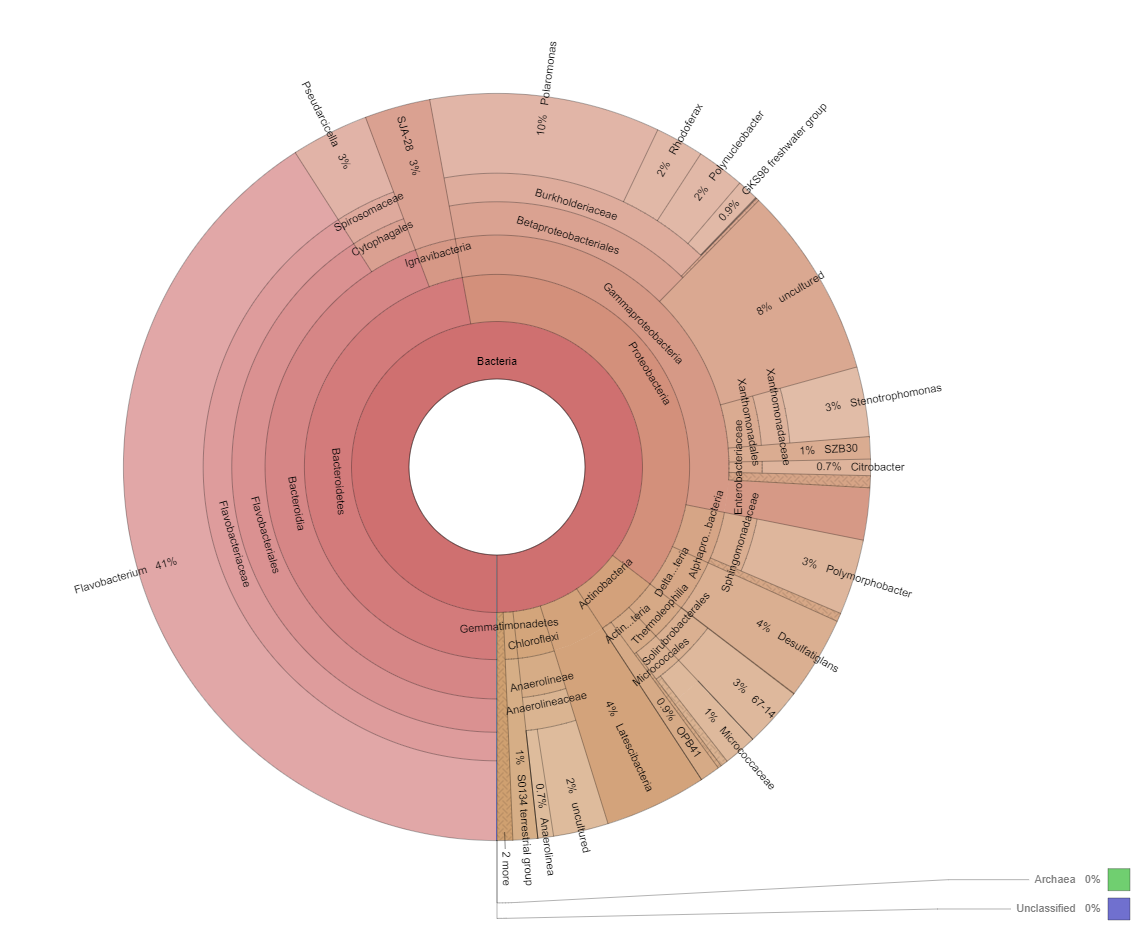 Bacteria
Bacteroidetes
Bacteroidia
Flavobacteriales
Flavobacteriaceae
Flavobacterium 41%
Pseudarcicella 3%
Spirosomaceae
Cytophagales
SJA-28 3%
Ignavibacteria
Proteobacteria
Gammaproteobacteria
Betaproteobacteriales
Burkholderiaceae
10% Polaromonas
2% Rhodoferax
2% Polynucleobacter
0.9% GKS98 freshwater group
8% uncultured
Xanthomonadales
Xanthomonadaceae
3% Stenotrophomonas
1% SZB30
Enterobacteriaceae
0.7% Citrobacter
Alphapro...bacteria
Sphingomonadaceae
3% Polymorphobacter
Delta...teria
4% Desulfatiglans
Actinobacteria
Thermoleophilia
Solirubrobacterales
3% 67-14
Actin...teria
Micrococcales
1% Micrococcaceae
0.9% OPB41
4% Latescibacteria
Chloroflexi
Anaerolineae
Anaerolineaceae
2% uncultured
0.7% Anaerolinea
Gemmatimonadetes
1% S0134 terrestrial group
2 more
Archaea 0%
Unclassified 0%